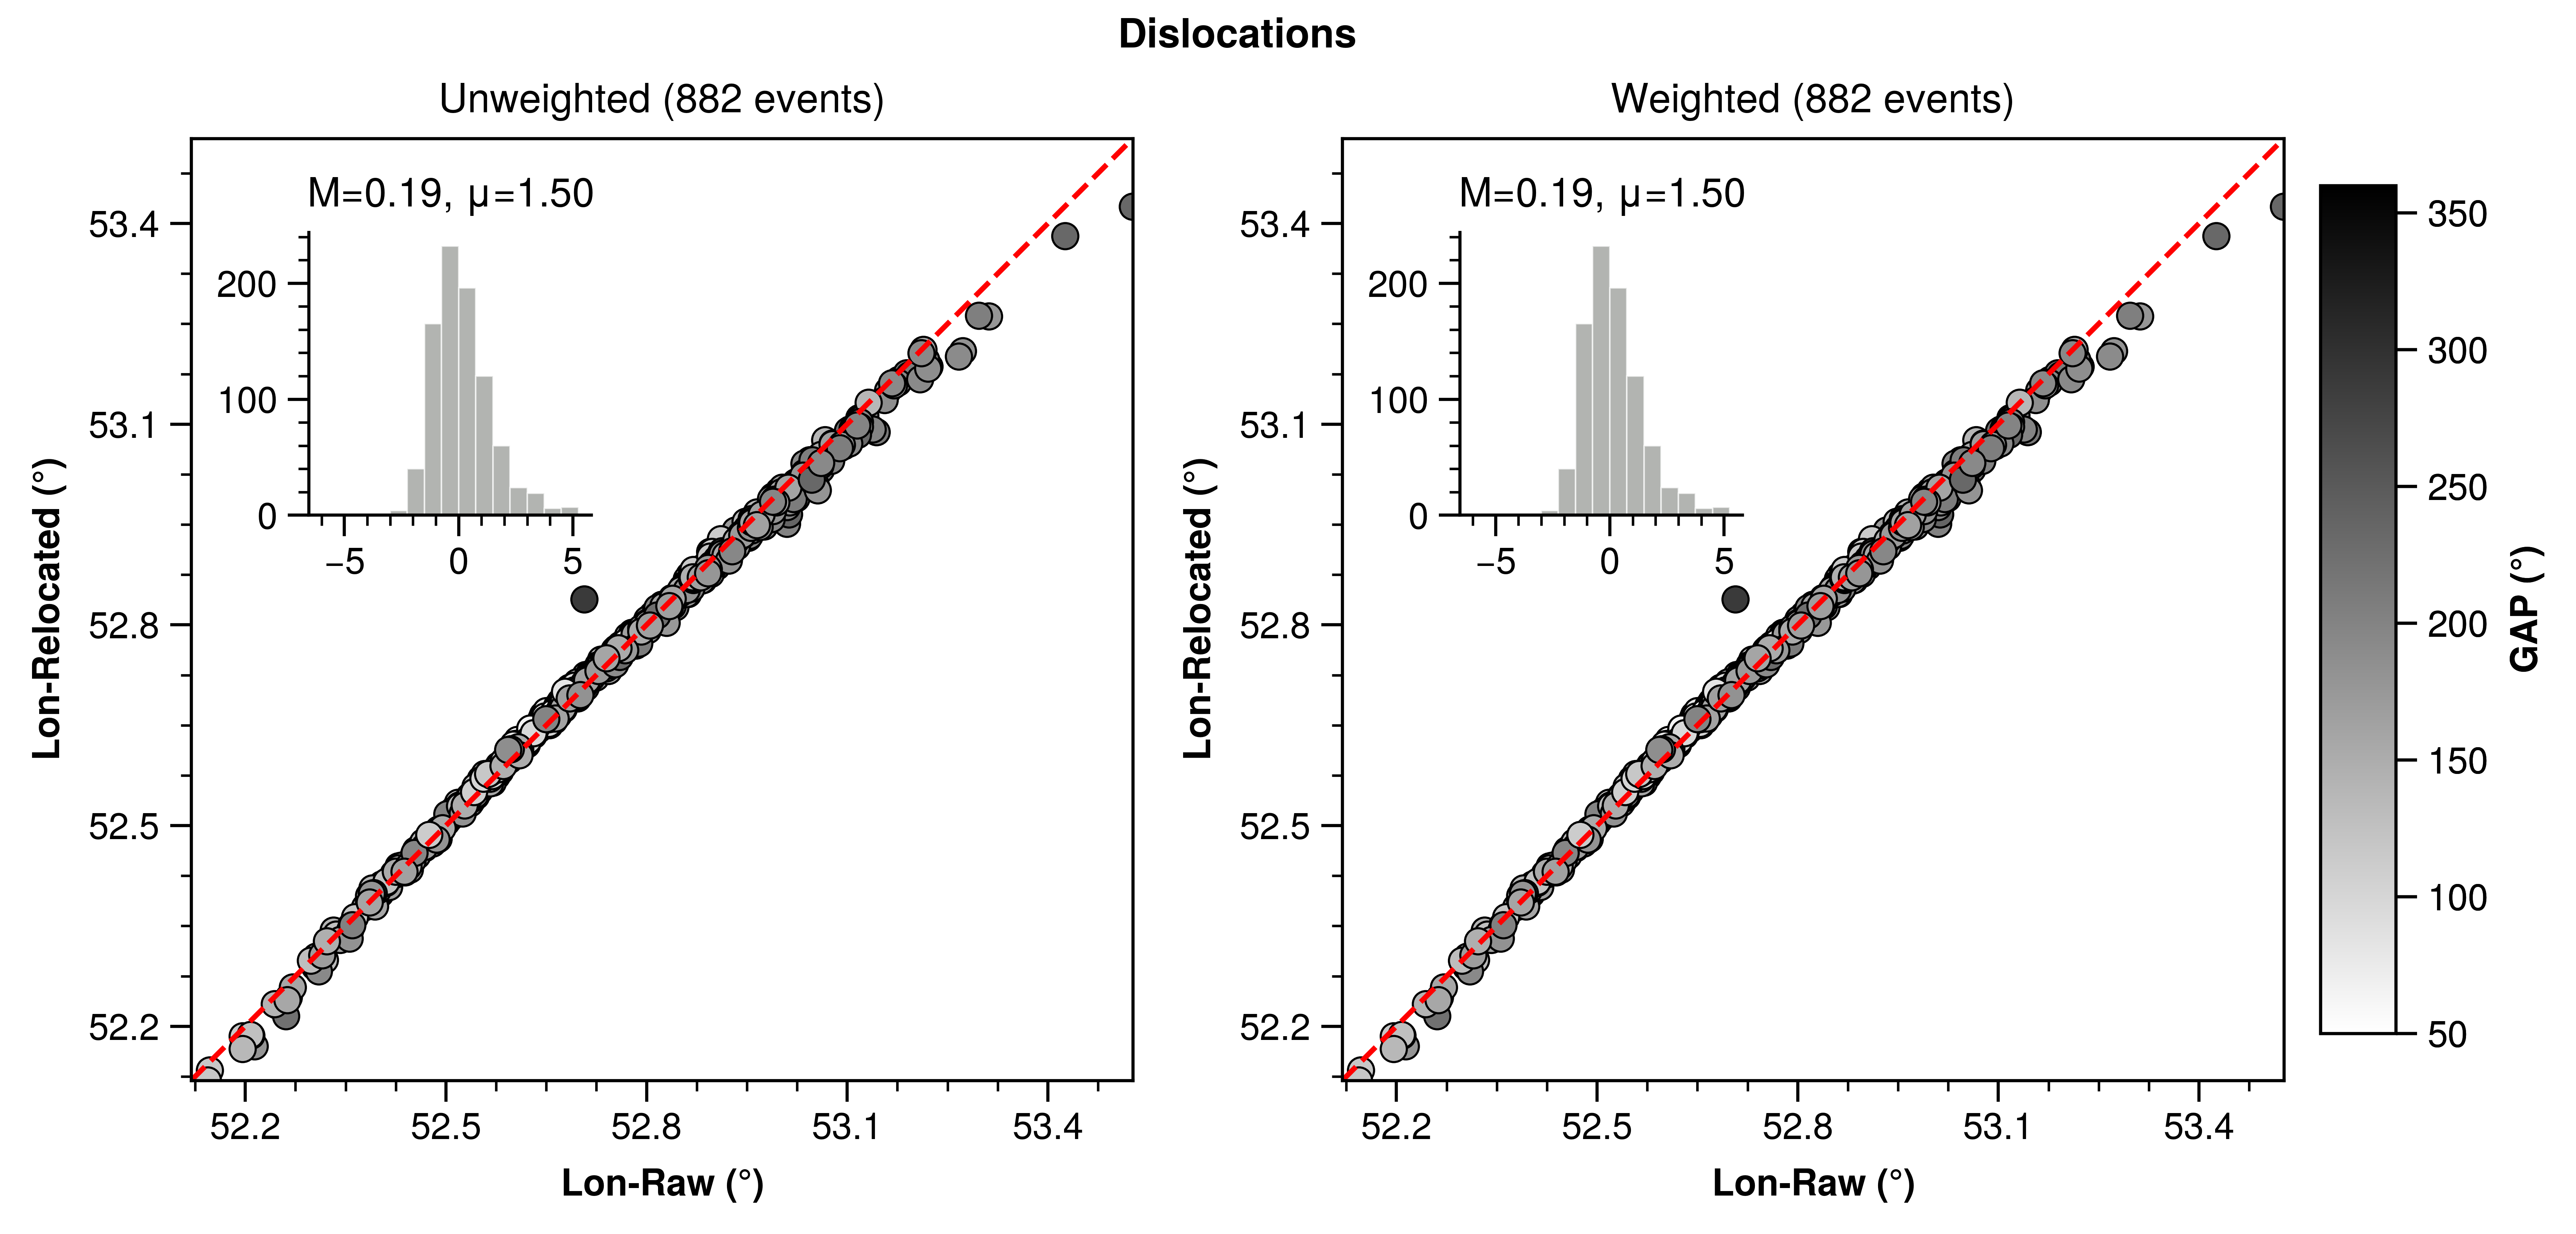 Dislocations
Unweighted (882 events)
M=0.19, μ=1.50
200
100
0
−5 0 5
53.4
53.1
52.8
52.5
52.2
Lon-Relocated (°)
52.2 52.5 52.8 53.1 53.4
Lon-Raw (°)
Weighted (882 events)
M=0.19, μ=1.50
200
100
0
−5 0 5
53.4
53.1
52.8
52.5
52.2
Lon-Relocated (°)
52.2 52.5 52.8 53.1 53.4
Lon-Raw (°)
350
300
250
200
150
100
50
GAP (°)